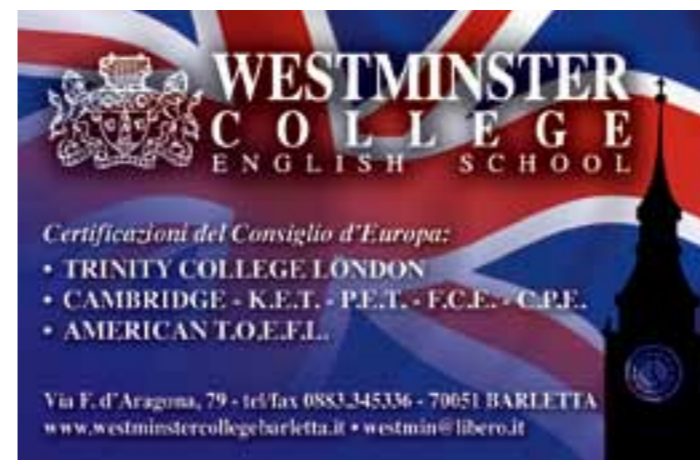 WESTMINSTER
COLLEGE
ENGLISH SCHOOL
Certificazioni del Consiglio d'Europa:
• TRINITY COLLEGE LONDON
• CAMBRIDGE - K.E.T. - P.E.T. - F.C.E. - C.P.E.
• AMERICAN T.O.E.F.L.
Via F. d'Aragona, 79 - tel/fax 0883.345336 - 70051 BARLETTA
www.westminstercollegebarletta.it • westmin@libero.it